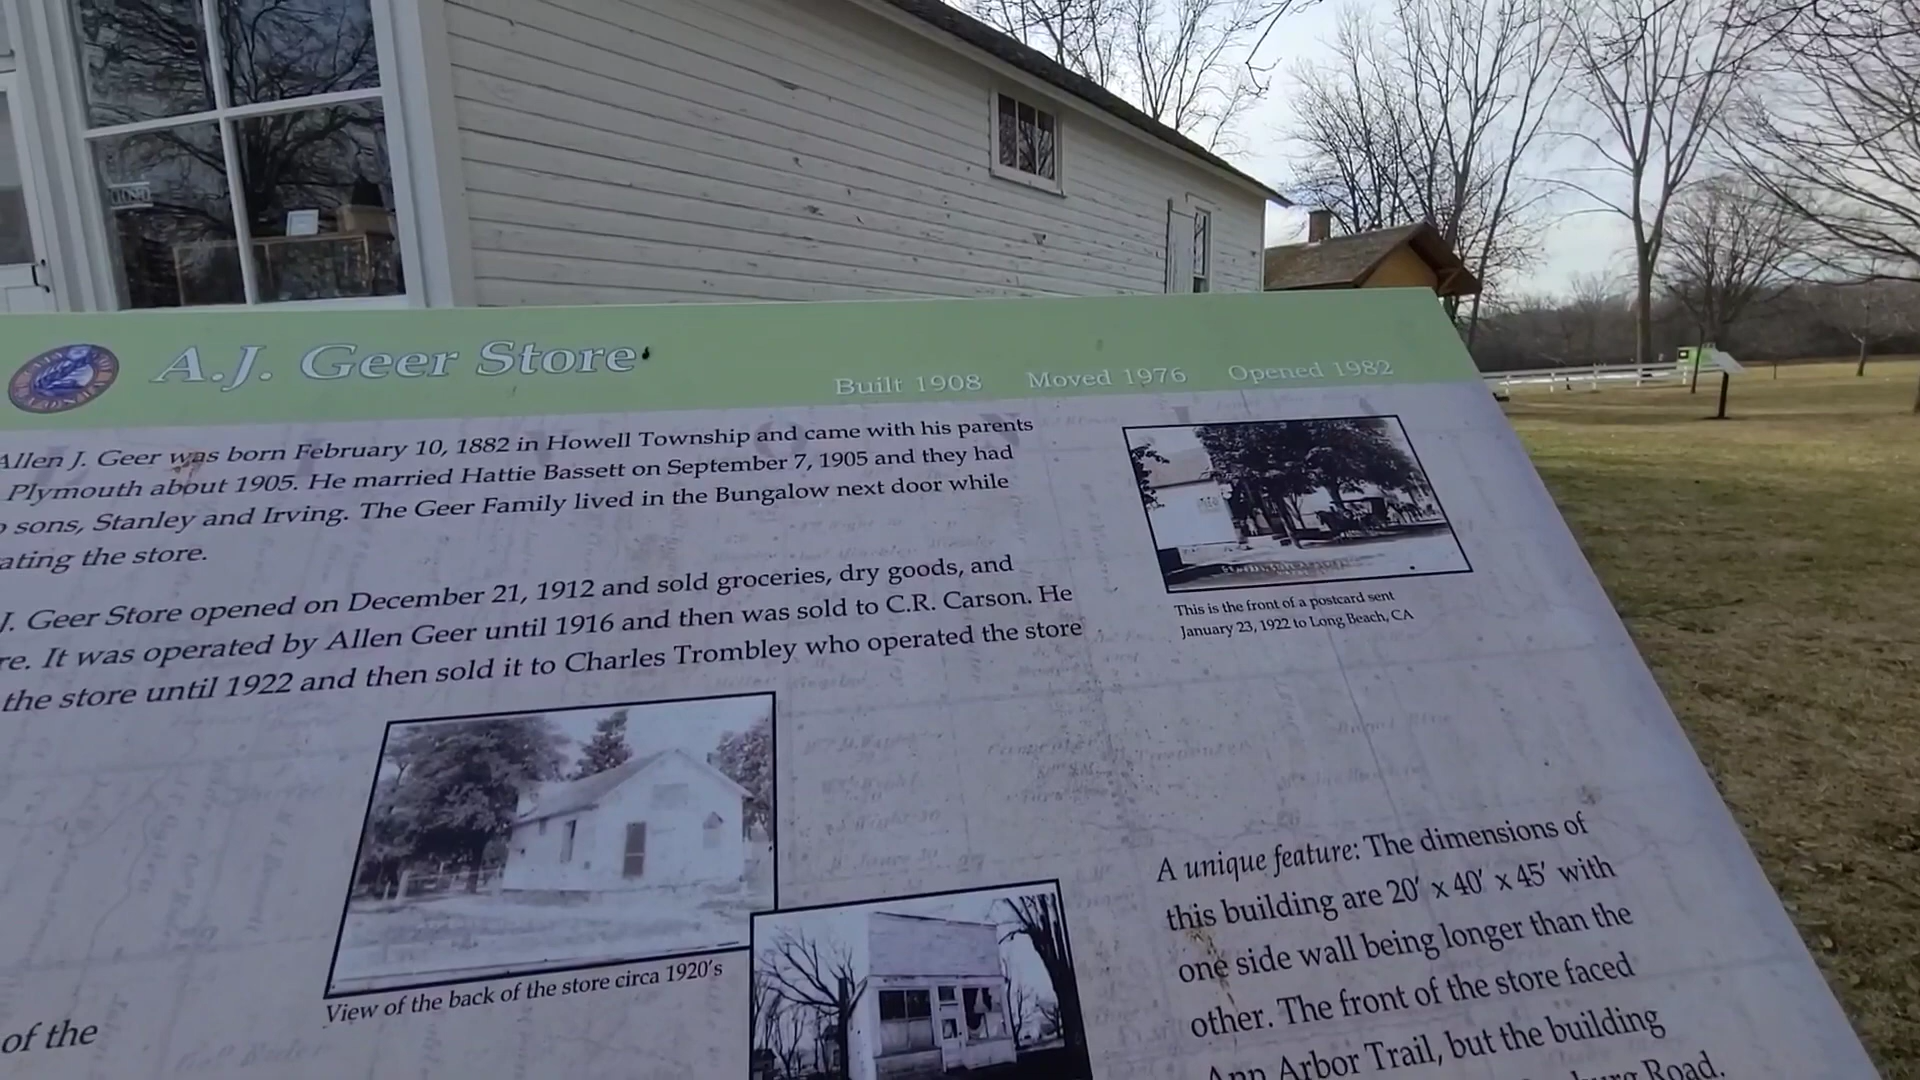 A.J. Geer Store
Built 1908 Moved 1976 Opened 1982
Allen J. Geer was born February 10, 1882 in Howell Township and came with his parents
Plymouth about 1905. He married Hattie Bassett on September 7, 1905 and they had
sons, Stanley and Irving. The Geer Family lived in the Bungalow next door while
ating the store.
J. Geer Store opened on December 21, 1912 and sold groceries, dry goods, and
re. It was operated by Allen Geer until 1916 and then was sold to C.R. Carson. He
the store until 1922 and then sold it to Charles Trombley who operated the store
This is the front of a postcard sent
January 23, 1922 to Long Beach, CA
View of the back of the store circa 1920's
of the
A unique feature: The dimensions of
this building are 20' x 40' x 45' with
one side wall being longer than the
other. The front of the store faced
Ann Arbor Trail, but the building
Road.